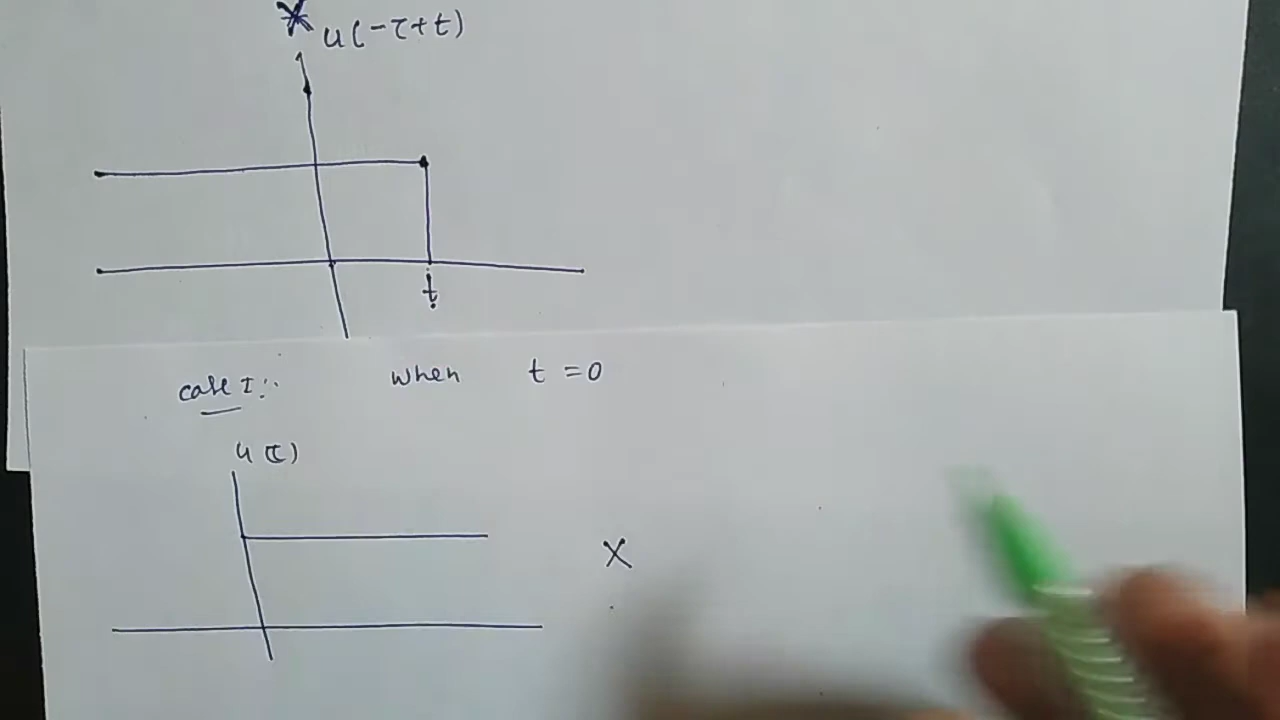 u(-τ+t)
t
case I:. when t = 0
u(τ)
X